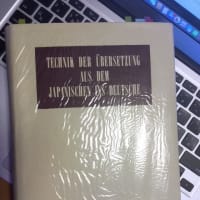 TECHNIK DER ÜBERSETZUNG
AUS DEM
JAPANISCHEN INS DEUTSCHE